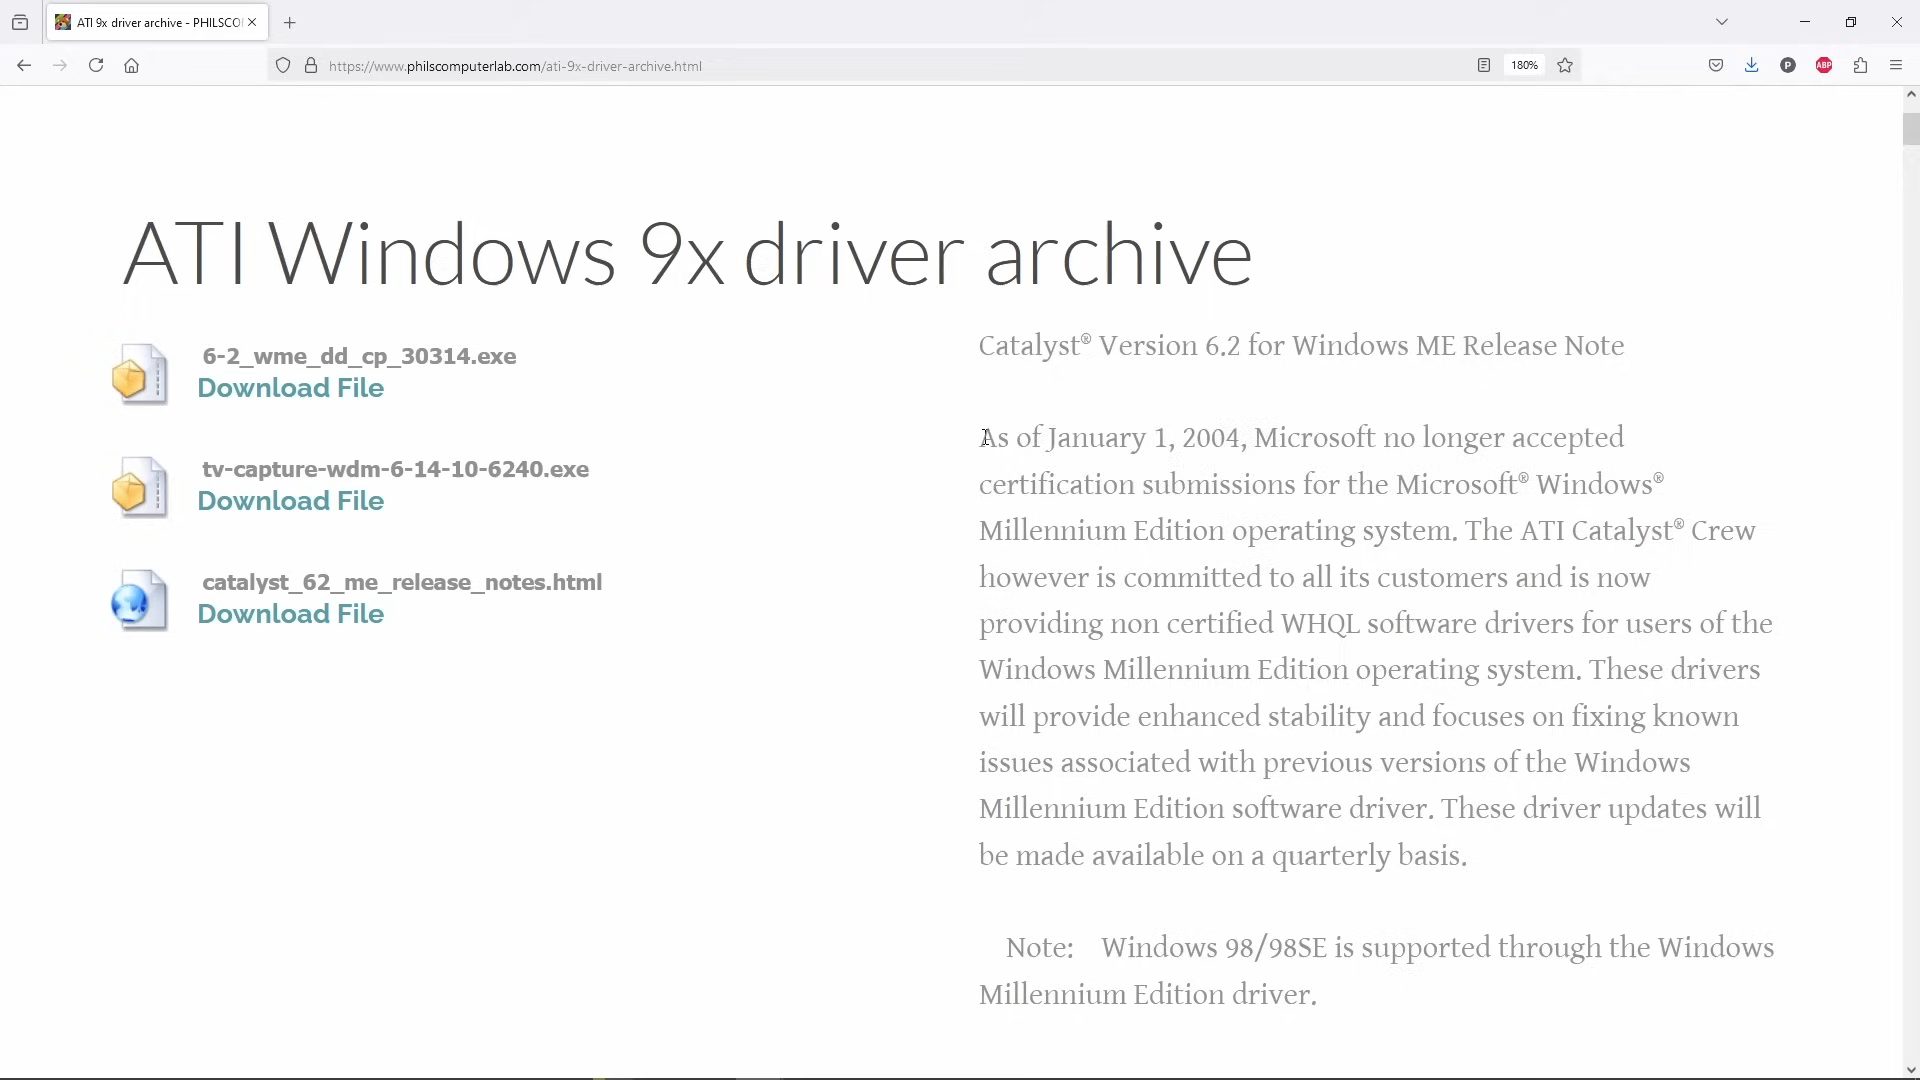 ATI 9x driver archive - PHILSCO
https://www.philscomputerlab.com/ati-9x-driver-archive.html
180%
P
ABP
ATI Windows 9x driver archive
6-2_wme_dd_cp_30314.exe
Download File
tv-capture-wdm-6-14-10-6240.exe
Download File
catalyst_62_me_release_notes.html
Download File
Catalyst® Version 6.2 for Windows ME Release Note
As of January 1, 2004, Microsoft no longer accepted
certification submissions for the Microsoft® Windows®
Millennium Edition operating system. The ATI Catalyst® Crew
however is committed to all its customers and is now
providing non certified WHQL software drivers for users of the
Windows Millennium Edition operating system. These drivers
will provide enhanced stability and focuses on fixing known
issues associated with previous versions of the Windows
Millennium Edition software driver. These driver updates will
be made available on a quarterly basis.
Note: Windows 98/98SE is supported through the Windows
Millennium Edition driver.